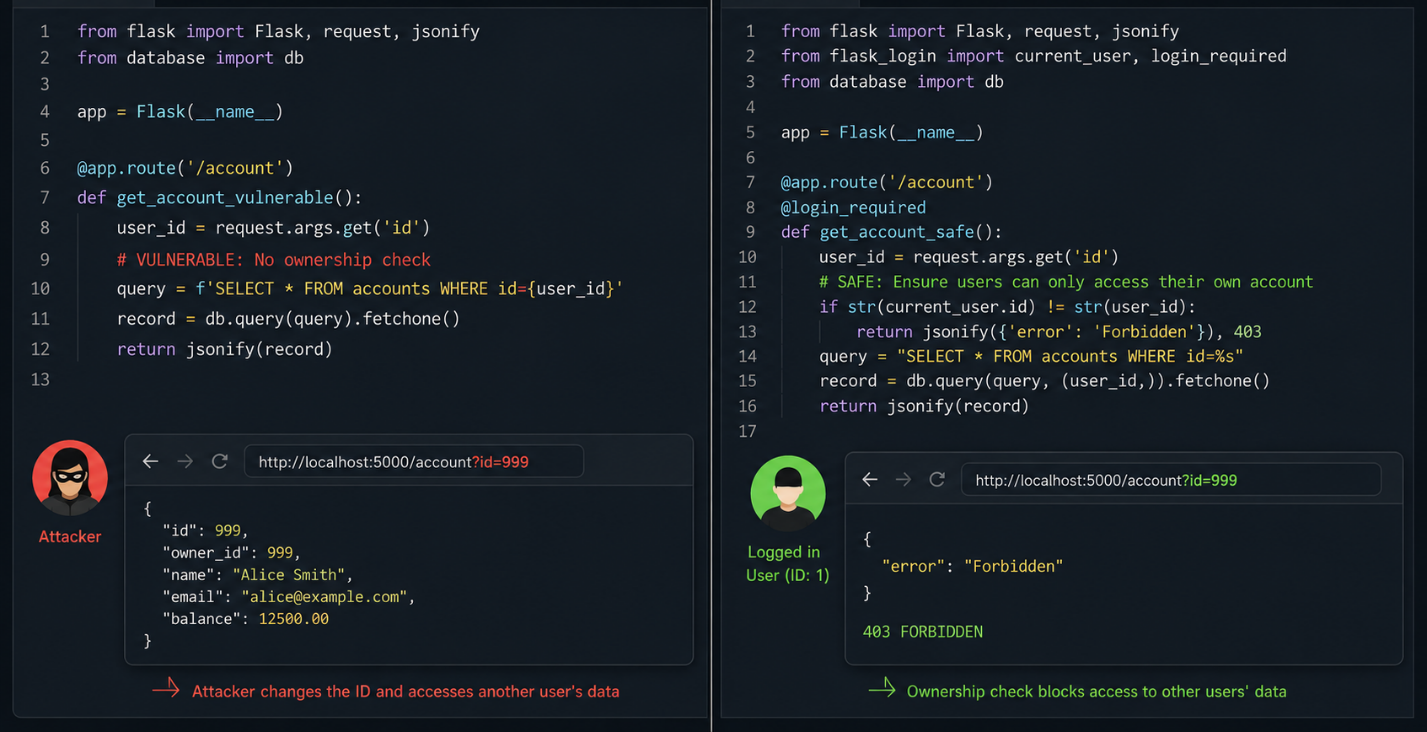 1 from flask import Flask, request, jsonify
2 from database import db
3
4 app = Flask(__name__)
5
6 @app.route('/account')
7 def get_account_vulnerable():
8 user_id = request.args.get('id')
9 # VULNERABLE: No ownership check
10 query = f'SELECT * FROM accounts WHERE id={user_id}'
11 record = db.query(query).fetchone()
12 return jsonify(record)
13
Attacker
http://localhost:5000/account?id=999
{
"id": 999,
"owner_id": 999,
"name": "Alice Smith",
"email": "alice@example.com",
"balance": 12500.00
}
Attacker changes the ID and accesses another user's data
1 from flask import Flask, request, jsonify
2 from flask_login import current_user, login_required
3 from database import db
4
5 app = Flask(__name__)
6
7 @app.route('/account')
8 @login_required
9 def get_account_safe():
10 user_id = request.args.get('id')
11 # SAFE: Ensure users can only access their own account
12 if str(current_user.id) != str(user_id):
13 return jsonify({'error': 'Forbidden'}), 403
14 query = "SELECT * FROM accounts WHERE id=%s"
15 record = db.query(query, (user_id,)).fetchone()
16 return jsonify(record)
17
Logged in
User (ID: 1)
http://localhost:5000/account?id=999
{
"error": "Forbidden"
}
403 FORBIDDEN
Ownership check blocks access to other users' data